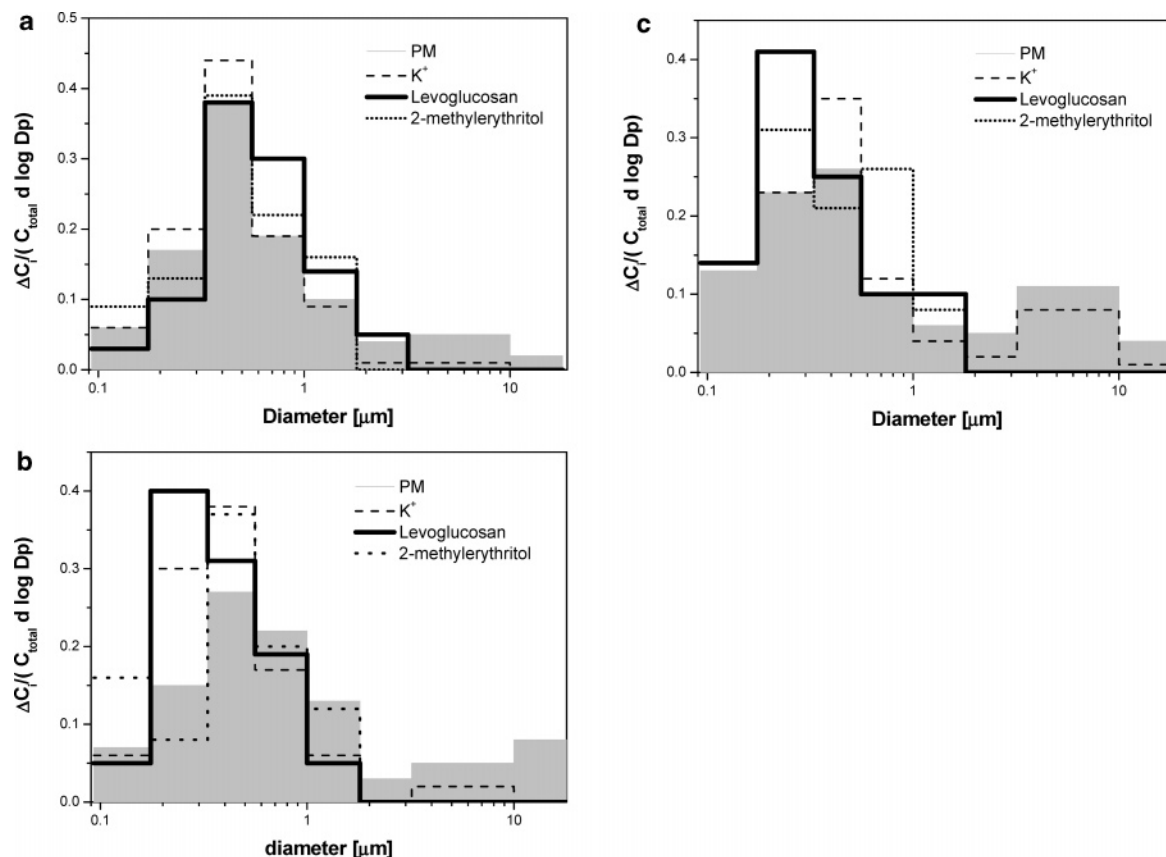 a
0.5
0.4
0.3
0.2
0.1
0.0
ΔCᵢ/( C_total d log Dp)
PM
K⁺
Levoglucosan
2-methylerythritol
0.1
1
10
Diameter [μm]
b
0.4
0.3
0.2
0.1
0.0
ΔCᵢ/( C_total d log Dp)
PM
K⁺
Levoglucosan
2-methylerythritol
0.1
1
10
diameter [μm]
c
0.4
0.3
0.2
0.1
0.0
ΔCᵢ/( C_total d log Dp)
PM
K⁺
Levoglucosan
2-methylerythritol
0.1
1
10
Diameter [μm]